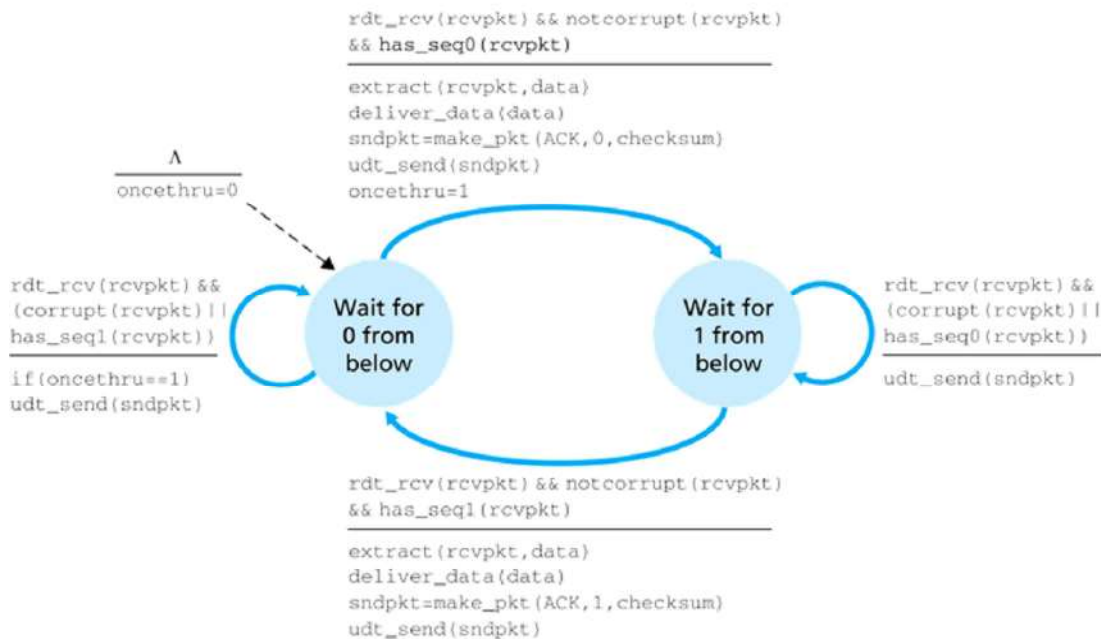 rdt_rcv(rcvpkt) && notcorrupt(rcvpkt)
&& has_seq0(rcvpkt)
extract(rcvpkt,data)
deliver_data(data)
sndpkt=make_pkt(ACK,0,checksum)
udt_send(sndpkt)
oncethru=1
Λ
oncethru=0
rdt_rcv(rcvpkt) &&
(corrupt(rcvpkt)||
has_seq1(rcvpkt))
if(oncethru==1)
udt_send(sndpkt)
Wait for
0 from
below
Wait for
1 from
below
rdt_rcv(rcvpkt) &&
(corrupt(rcvpkt)||
has_seq0(rcvpkt))
udt_send(sndpkt)
rdt_rcv(rcvpkt) && notcorrupt(rcvpkt)
&& has_seq1(rcvpkt)
extract(rcvpkt,data)
deliver_data(data)
sndpkt=make_pkt(ACK,1,checksum)
udt_send(sndpkt)